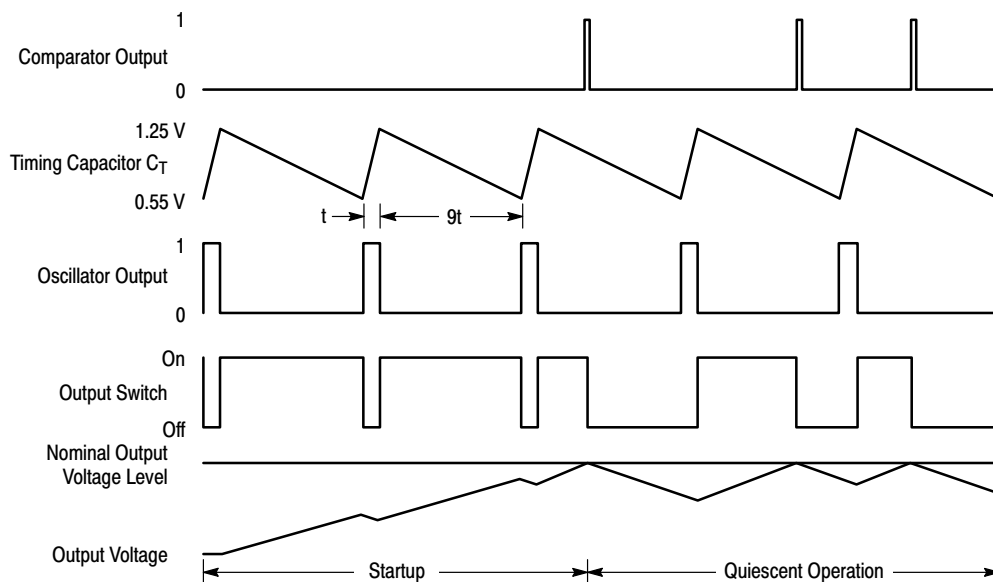 1
Comparator Output
0
1.25 V
Timing Capacitor CT
0.55 V
t
9t
1
Oscillator Output
0
On
Output Switch
Off
Nominal Output
Voltage Level
Output Voltage
Startup
Quiescent Operation